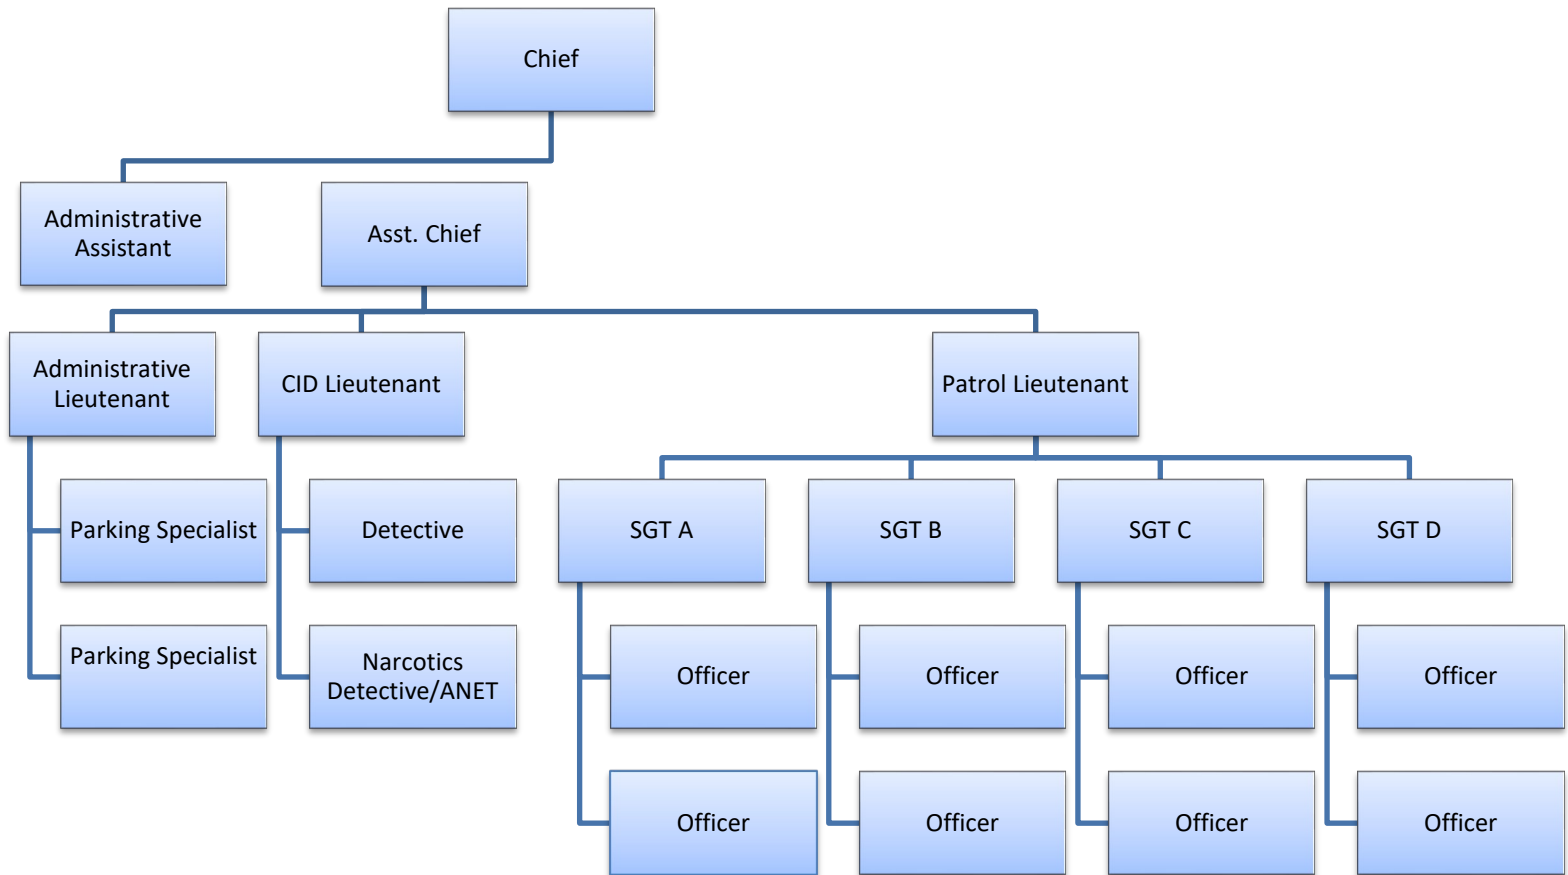 Chief
Administrative
Assistant
Asst. Chief
Administrative
Lieutenant
CID Lieutenant
Patrol Lieutenant
Parking Specialist
Detective
SGT A
SGT B
SGT C
SGT D
Parking Specialist
Narcotics
Detective/ANET
Officer
Officer
Officer
Officer
Officer
Officer
Officer
Officer